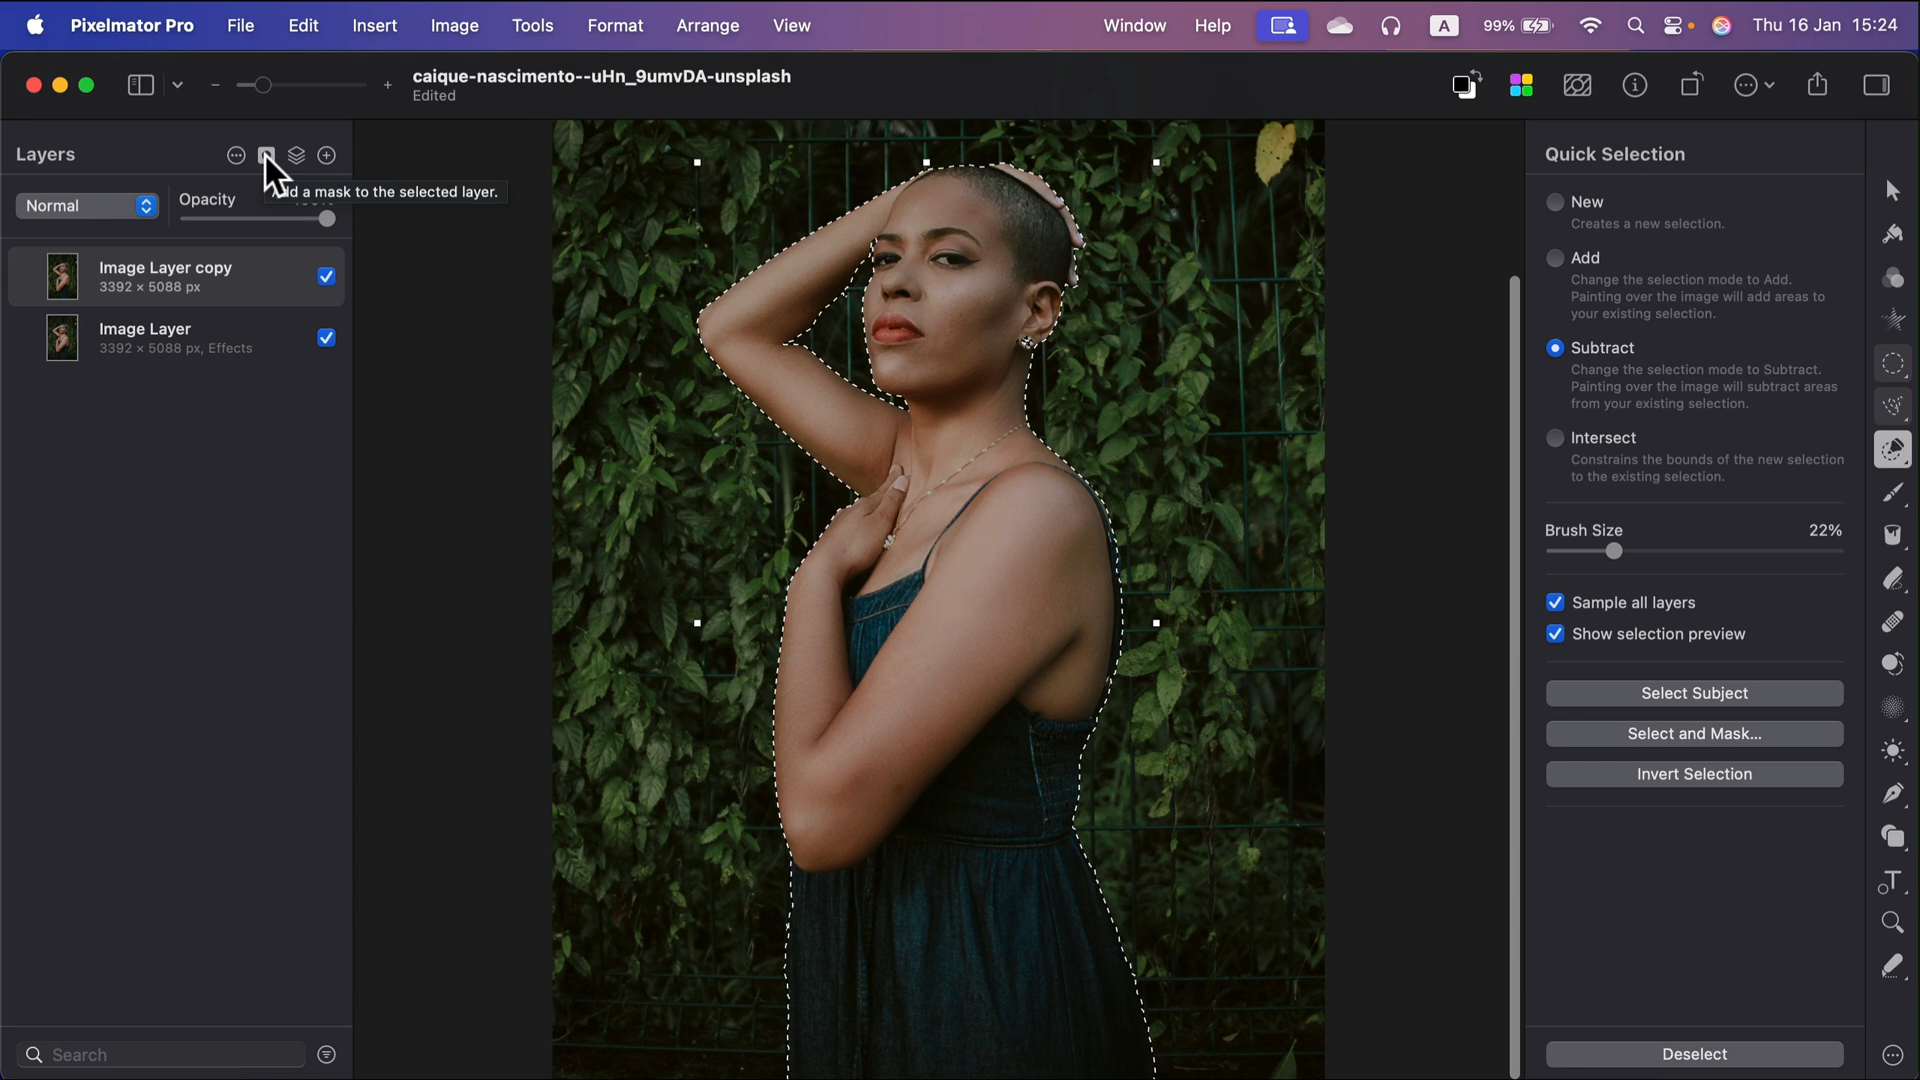 Pixelmator Pro File Edit Insert Image Tools Format Arrange View Window Help A 99% Thu 16 Jan 15:24
caique-nascimento--uHn_9umvDA-unsplash
Edited
Layers
a mask to the selected layer.
Normal Opacity
Image Layer copy
3392 × 5088 px
Image Layer
3392 × 5088 px, Effects
Search
Quick Selection
New
Creates a new selection.
Add
Change the selection mode to Add.
Painting over the image will add areas to
your existing selection.
Subtract
Change the selection mode to Subtract.
Painting over the image will subtract areas
from your existing selection.
Intersect
Constrains the bounds of the new selection
to the existing selection.
Brush Size 22%
Sample all layers
Show selection preview
Select Subject
Select and Mask...
Invert Selection
Deselect